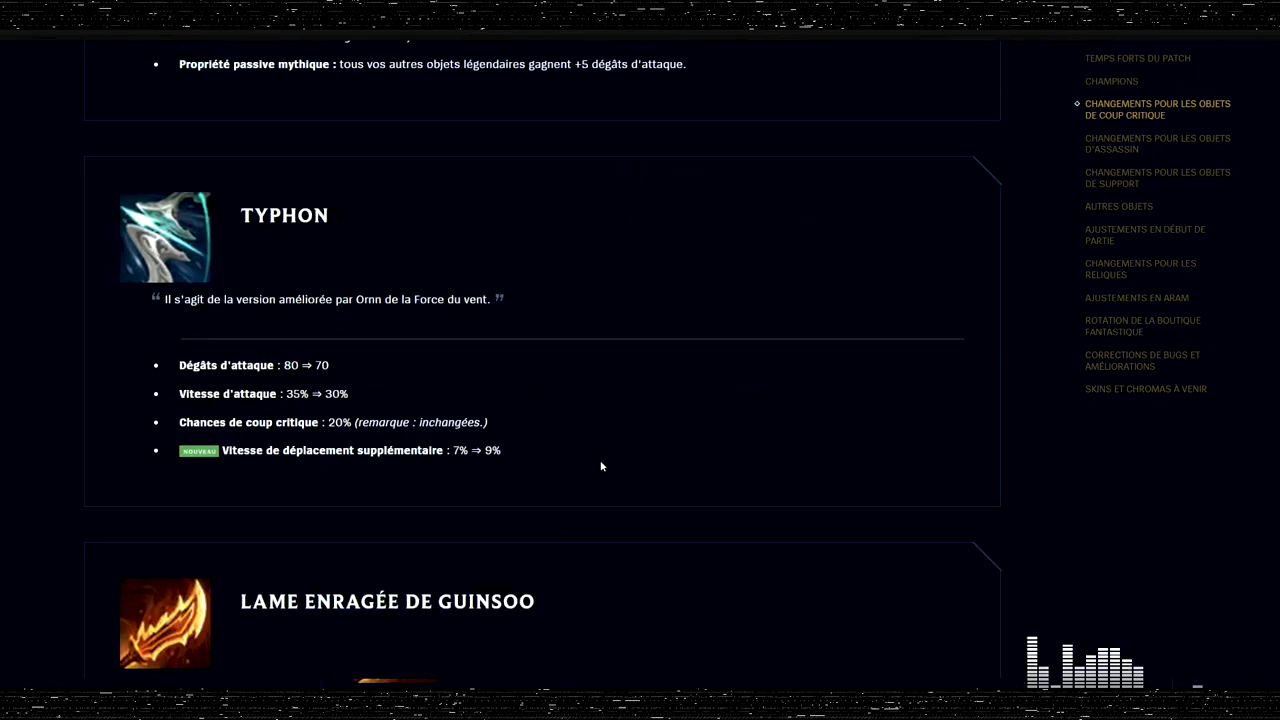 Propriété passive mythique : tous vos autres objets légendaires gagnent +5 dégâts d'attaque.
TYPHON
“ Il s'agit de la version améliorée par Ornn de la Force du vent. ”
Dégâts d'attaque : 80 ⇒ 70
Vitesse d'attaque : 35% ⇒ 30%
Chances de coup critique : 20% (remarque : inchangées.)
NOUVEAU Vitesse de déplacement supplémentaire : 7% ⇒ 9%
LAME ENRAGÉE DE GUINSOO
TEMPS FORTS DU PATCH
CHAMPIONS
CHANGEMENTS POUR LES OBJETS
DE COUP CRITIQUE
CHANGEMENTS POUR LES OBJETS
D'ASSASSIN
CHANGEMENTS POUR LES OBJETS
DE SUPPORT
AUTRES OBJETS
AJUSTEMENTS EN DÉBUT DE
PARTIE
CHANGEMENTS POUR LES
RELIQUES
AJUSTEMENTS EN ARAM
ROTATION DE LA BOUTIQUE
FANTASTIQUE
CORRECTIONS DE BUGS ET
AMÉLIORATIONS
SKINS ET CHROMAS À VENIR